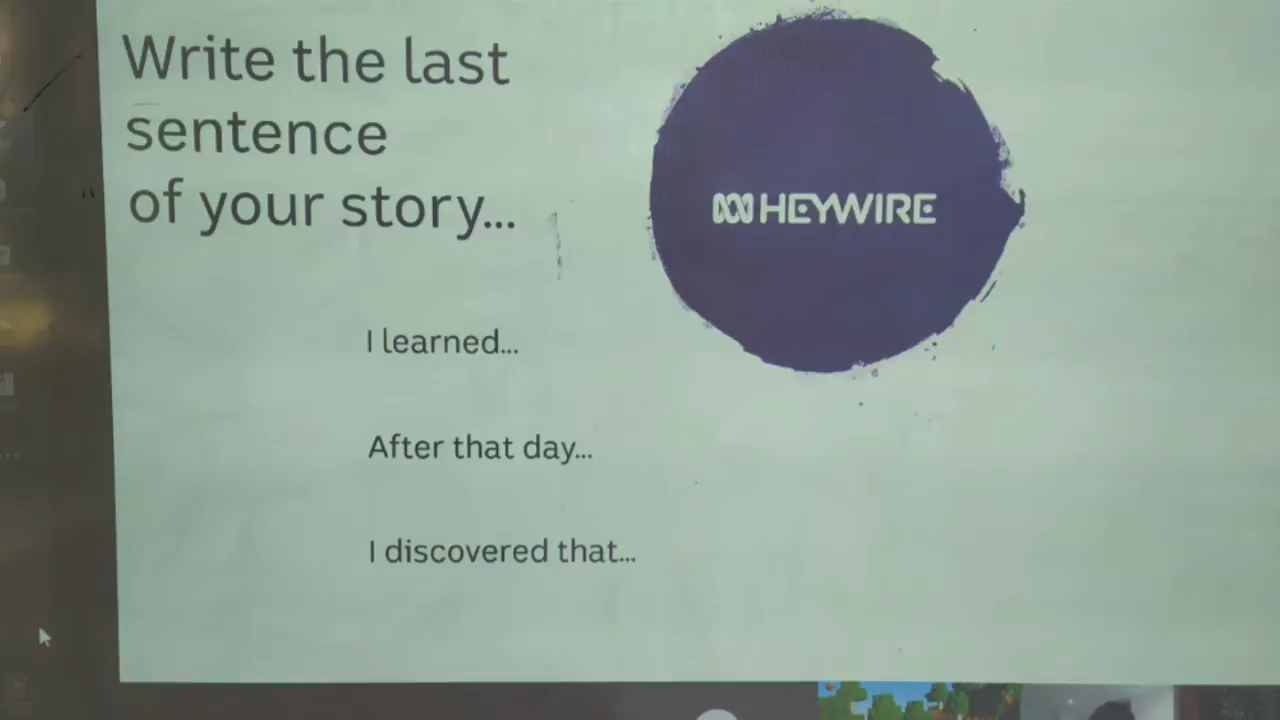 Write the last
sentence
of your story...
HEYWIRE
I learned...
After that day...
I discovered that...